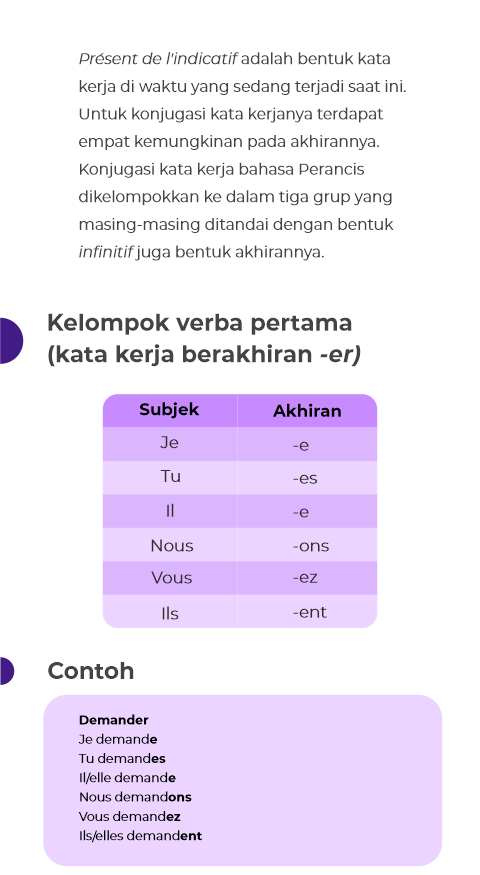 Présent de l'indicatif adalah bentuk kata
kerja di waktu yang sedang terjadi saat ini.
Untuk konjugasi kata kerjanya terdapat
empat kemungkinan pada akhirannya.
Konjugasi kata kerja bahasa Perancis
dikelompokkan ke dalam tiga grup yang
masing-masing ditandai dengan bentuk
infinitif juga bentuk akhirannya.
Kelompok verba pertama
(kata kerja berakhiran -er)
Subjek Akhiran
Je -e
Tu -es
Il -e
Nous -ons
Vous -ez
Ils -ent
Contoh
Demander
Je demande
Tu demandes
Il/elle demande
Nous demandons
Vous demandez
Ils/elles demandent